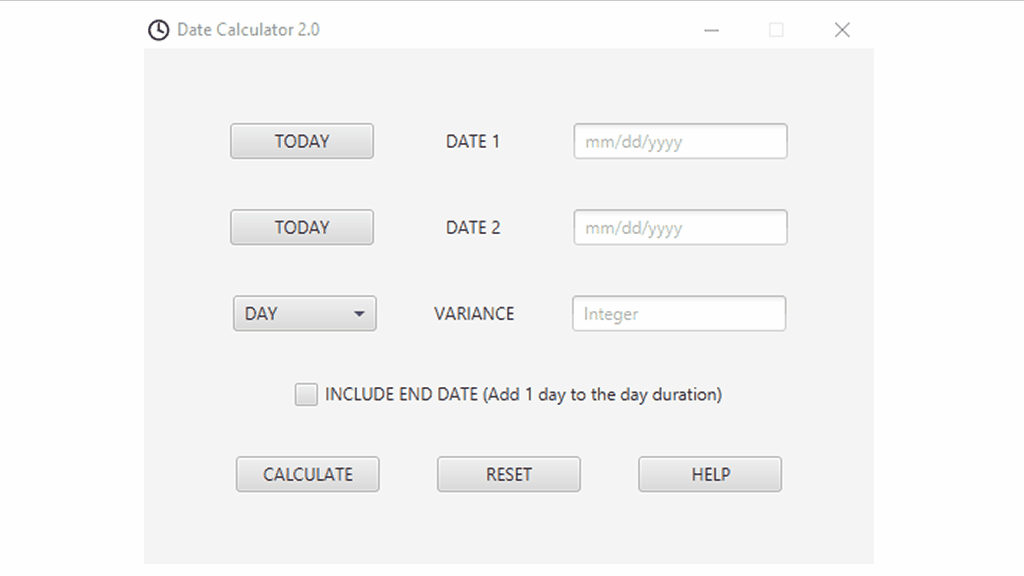 Date Calculator 2.0
TODAY DATE 1 mm/dd/yyyy
TODAY DATE 2 mm/dd/yyyy
DAY VARIANCE Integer
INCLUDE END DATE (Add 1 day to the day duration)
CALCULATE RESET HELP